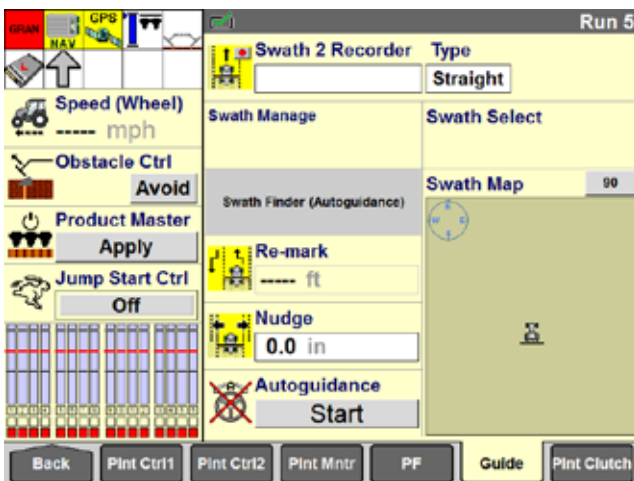 GRAN
NAV
GPS
Run 5
Speed (Wheel)
----- mph
Obstacle Ctrl
Avoid
Product Master
Apply
Jump Start Ctrl
Off
Swath 2 Recorder
Type
Straight
Swath Manage
Swath Select
Swath Finder (Autoguidance)
Swath Map
90
Re-mark
----- ft
Nudge
0.0 in
Autoguidance
Start
Back
Plnt Ctrl1
Plnt Ctrl2
Plnt Mntr
PF
Guide
Plnt Clutch